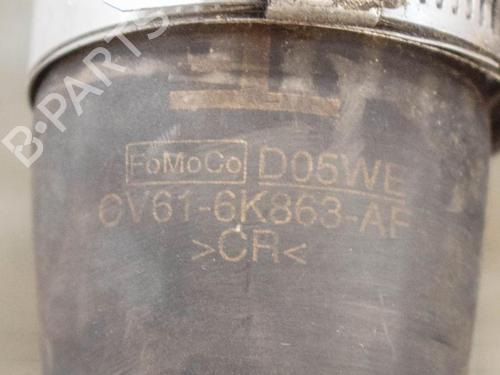 B-PARTS
FoMoCo D05WE
CV61-6K863-AF
>CR<